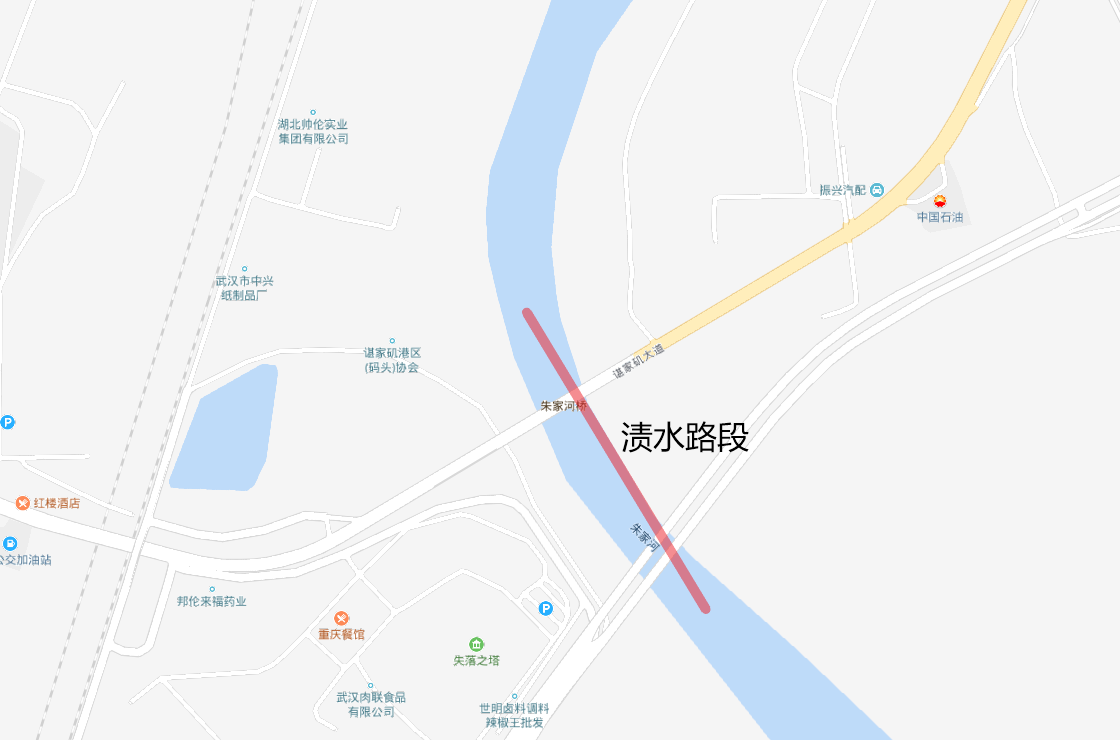 湖北帅伦实业
集团有限公司
振兴汽配
中国石油
武汉市中兴
纸制品厂
谌家矶港区
(码头)协会
谌家矶大道
朱家河桥
渍水路段
红楼酒店
朱家河
公交加油站
邦伦来福药业
重庆餐馆
失落之塔
武汉肉联食品
有限公司
世明卤料调料
辣椒王批发
P
P